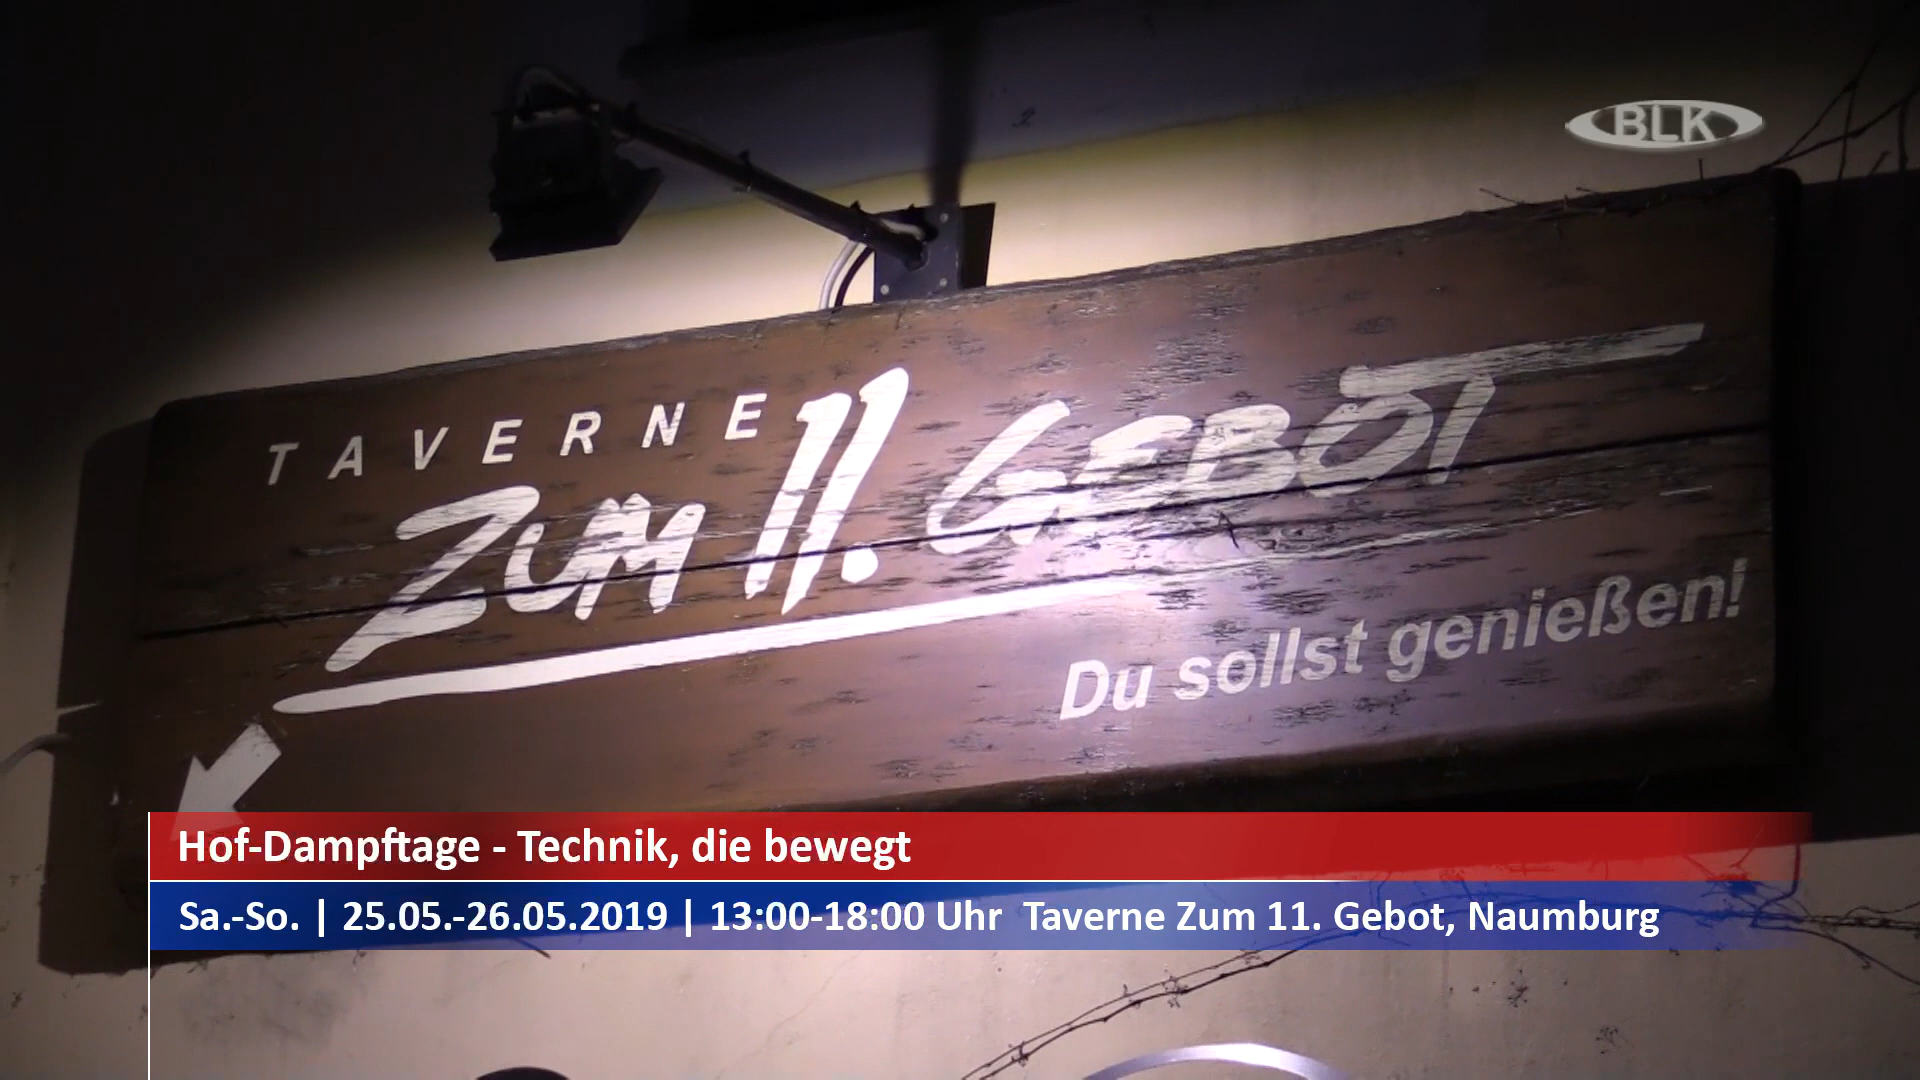 BLK
TAVERNE
ZUM 11. GEBOT
Du sollst genießen!
Hof-Dampftage - Technik, die bewegt
Sa.-So. | 25.05.-26.05.2019 | 13:00-18:00 Uhr Taverne Zum 11. Gebot, Naumburg